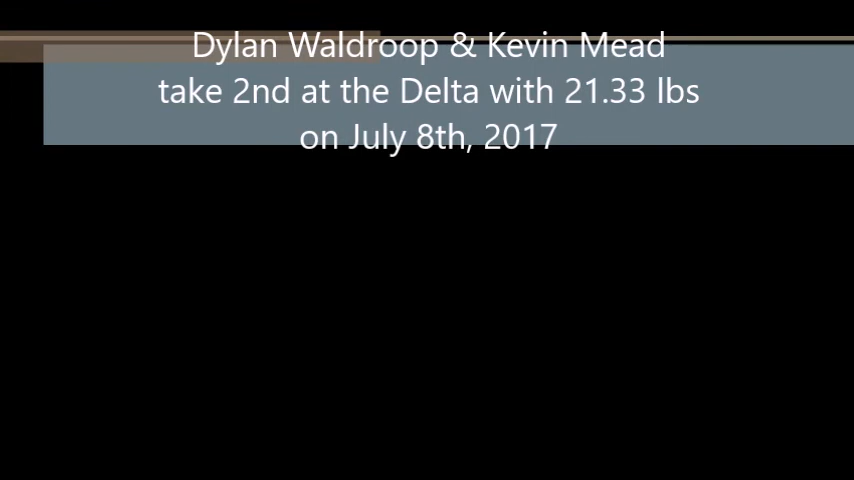 Dylan Waldroop & Kevin Mead
take 2nd at the Delta with 21.33 lbs
on July 8th, 2017